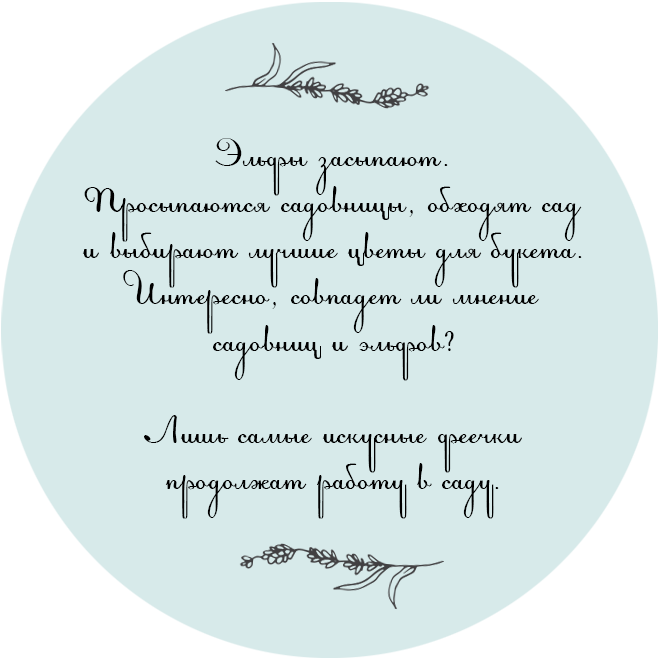 Эльфы засыпают.
Просыпаются садовницы, обходят сад
и выбирают лучшие цветы для букета.
Интересно, совпадет ли мнение
садовниц и эльфов?
Лишь самые искусные феечки
продолжат работу в саду.